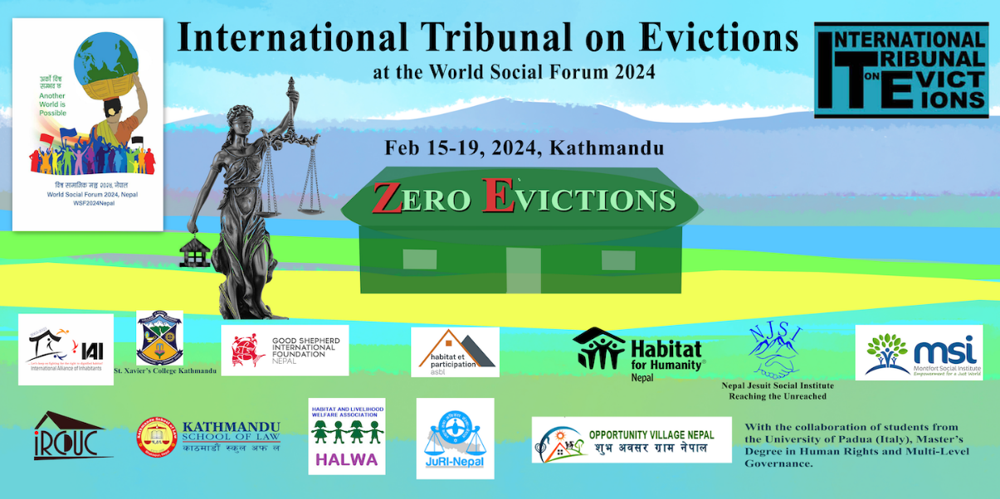 International Tribunal on Evictions
at the World Social Forum 2024
INTERNATIONAL
TRIBUNAL
ON EVICT
IONS
अर्को विश्व
सम्भव छ
Another
World is
Possible
Feb 15-19, 2024, Kathmandu
ZERO EVICTIONS
विश्व सामाजिक मञ्च २०२४, नेपाल
World Social Forum 2024, Nepal
WSF2024Nepal
IAI
International Alliance of Inhabitants
St. Xavier's College Kathmandu
GOOD SHEPHERD
INTERNATIONAL
FOUNDATION
NEPAL
habitat et
participation
asbl
Habitat
for Humanity®
Nepal
NJSI
Nepal Jesuit Social Institute
Reaching the Unreached
msi
Montfort Social Institute
Empowerment for a Just World
IRCUC
KATHMANDU
SCHOOL OF LAW
काठमाडौं स्कुल अफ ल
HABITAT AND LIVELIHOOD
WELFARE ASSOCIATION
HALWA
JuRI-Nepal
OPPORTUNITY VILLAGE NEPAL
शुभ अवसर ग्राम नेपाल
With the collaboration of students from
the University of Padua (Italy), Master's
Degree in Human Rights and Multi-Level
Governance.